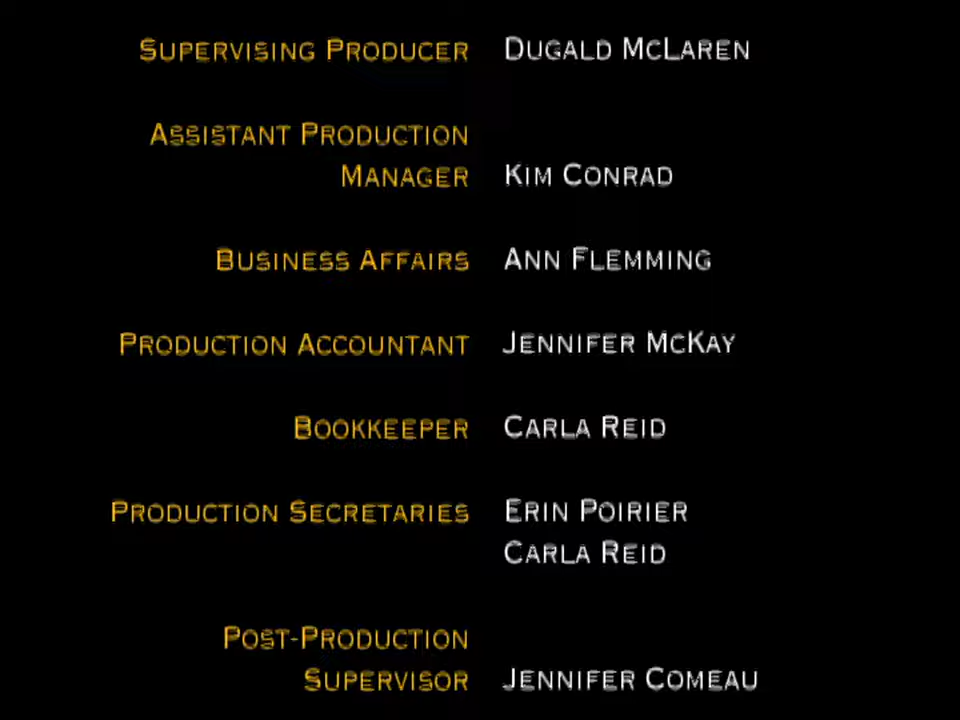 Supervising Producer Dugald McLaren
Assistant Production
Manager Kim Conrad
Business Affairs Ann Flemming
Production Accountant Jennifer McKay
Bookkeeper Carla Reid
Production Secretaries Erin Poirier
Carla Reid
Post-Production
Supervisor Jennifer Comeau